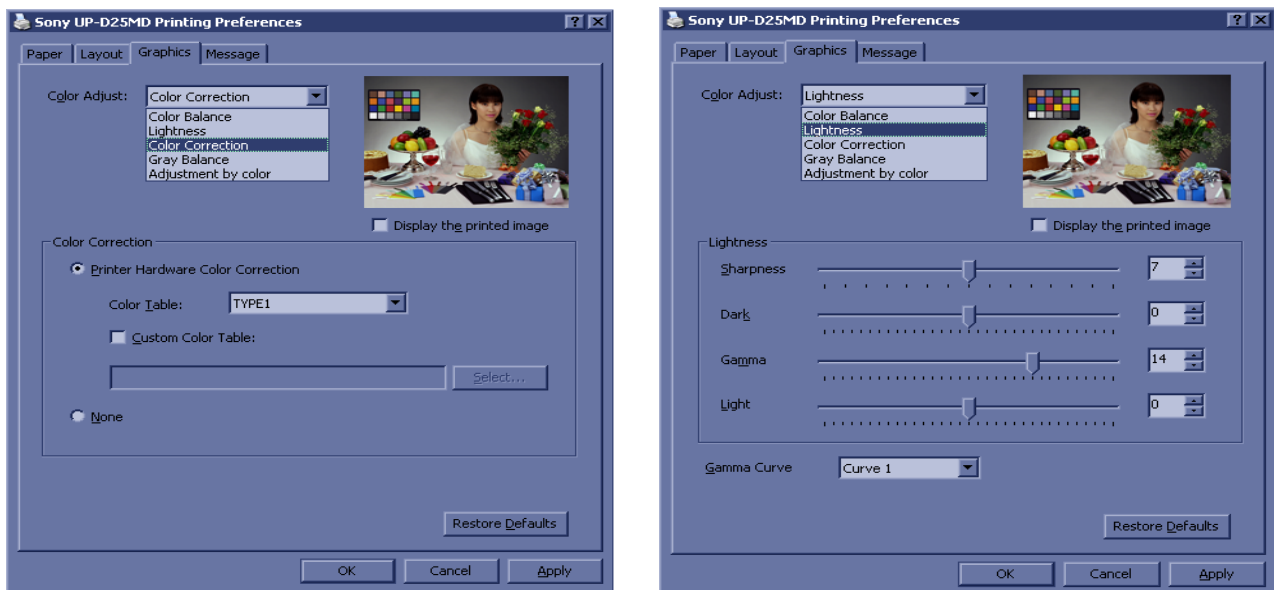 Sony UP-D25MD Printing Preferences
Paper Layout Graphics Message
Color Adjust: Color Correction
Color Balance
Lightness
Color Correction
Gray Balance
Adjustment by color
Display the printed image
Color Correction
Printer Hardware Color Correction
Color Table: TYPE1
Custom Color Table:
Select...
None
Restore Defaults
OK Cancel Apply
Sony UP-D25MD Printing Preferences
Paper Layout Graphics Message
Color Adjust: Lightness
Color Balance
Lightness
Color Correction
Gray Balance
Adjustment by color
Display the printed image
Lightness
Sharpness 7
Dark 0
Gamma 14
Light 0
Gamma Curve Curve 1
Restore Defaults
OK Cancel Apply